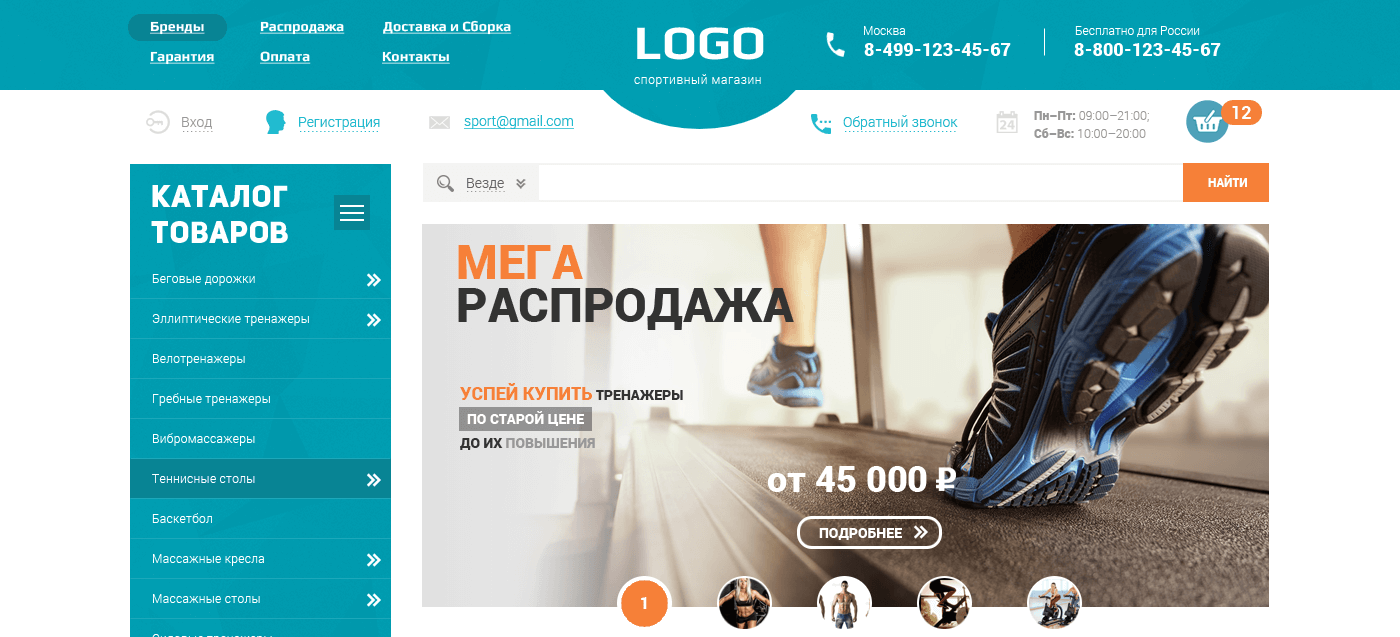 Бренды
Распродажа
Доставка и Сборка
Гарантия
Оплата
Контакты
LOGO
спортивный магазин
Москва
8-499-123-45-67
Бесплатно для России
8-800-123-45-67
Вход
Регистрация
sport@gmail.com
Обратный звонок
24
Пн–Пт: 09:00–21:00;
Сб–Вс: 10:00–20:00
12
КАТАЛОГ
ТОВАРОВ
Беговые дорожки
Эллиптические тренажеры
Велотренажеры
Гребные тренажеры
Вибромассажеры
Теннисные столы
Баскетбол
Массажные кресла
Массажные столы
Везде
НАЙТИ
МЕГА
РАСПРОДАЖА
УСПЕЙ КУПИТЬ ТРЕНАЖЕРЫ
ПО СТАРОЙ ЦЕНЕ
ДО ИХ ПОВЫШЕНИЯ
от 45 000 ₽
ПОДРОБНЕЕ
1